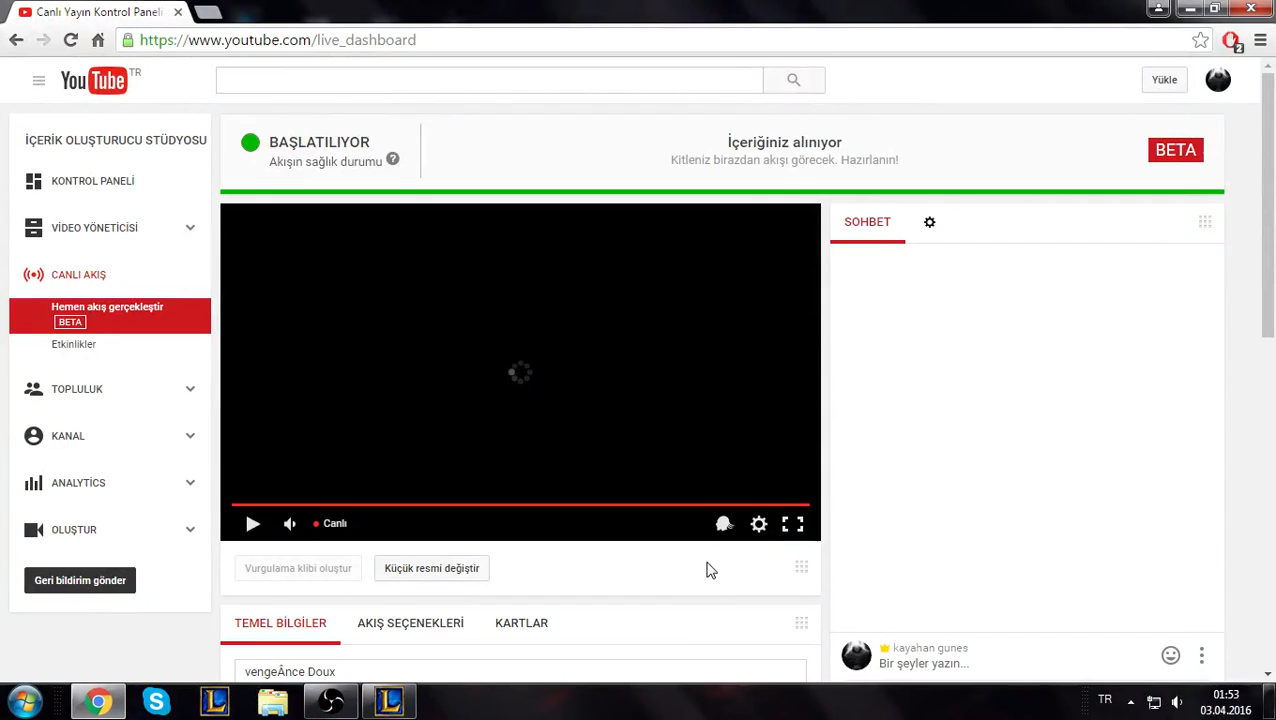 Canlı Yayın Kontrol Paneli
https://www.youtube.com/live_dashboard
YouTube TR
Yükle
İÇERİK OLUŞTURUCU STÜDYOSU
KONTROL PANELİ
VİDEO YÖNETİCİSİ
CANLI AKIŞ
Hemen akış gerçekleştir
BETA
Etkinlikler
TOPLULUK
KANAL
ANALYTICS
OLUŞTUR
Geri bildirim gönder
BAŞLATILIYOR
Akışın sağlık durumu ?
İçeriğiniz alınıyor
Kitleniz birazdan akışı görecek. Hazırlanın!
BETA
Canlı
Vurgulama klibi oluştur
Küçük resmi değiştir
TEMEL BİLGİLER
AKIŞ SEÇENEKLERİ
KARTLAR
vengeÂnce Doux
SOHBET
kayahan gunes
Bir şeyler yazın...
2
TR
01:53
03.04.2016